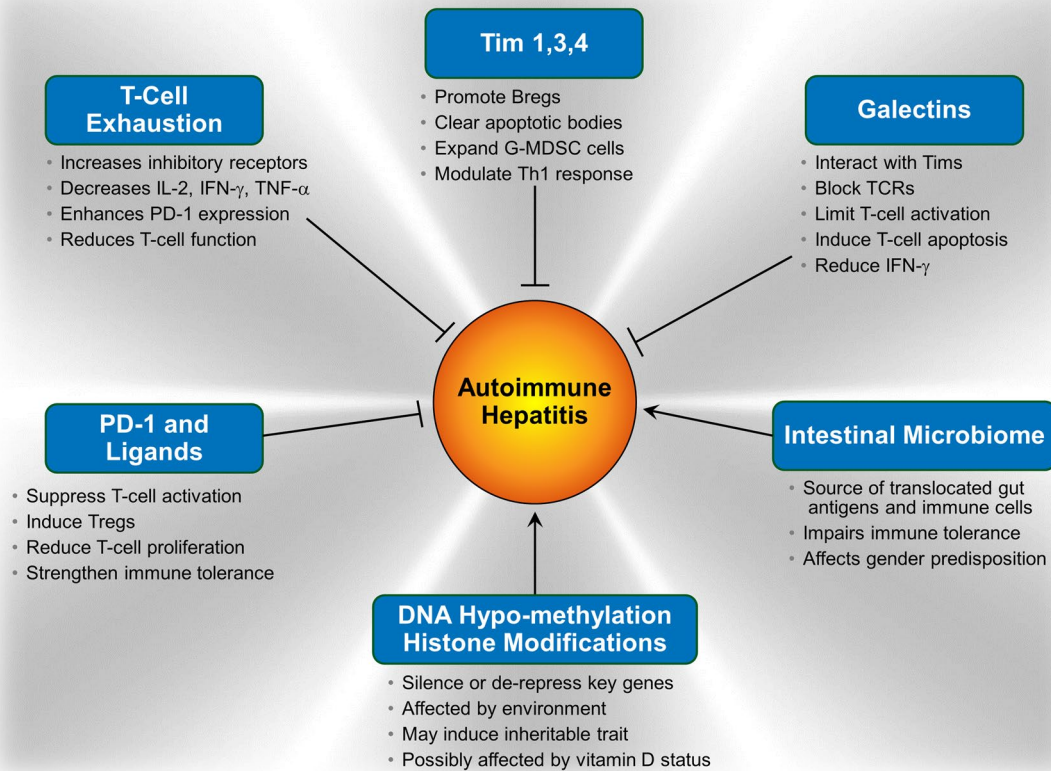 Tim 1,3,4
• Promote Bregs
• Clear apoptotic bodies
• Expand G-MDSC cells
• Modulate Th1 response
T-Cell
Exhaustion
• Increases inhibitory receptors
• Decreases IL-2, IFN-γ, TNF-α
• Enhances PD-1 expression
• Reduces T-cell function
Galectins
• Interact with Tims
• Block TCRs
• Limit T-cell activation
• Induce T-cell apoptosis
• Reduce IFN-γ
Autoimmune
Hepatitis
PD-1 and
Ligands
• Suppress T-cell activation
• Induce Tregs
• Reduce T-cell proliferation
• Strengthen immune tolerance
Intestinal Microbiome
• Source of translocated gut
antigens and immune cells
• Impairs immune tolerance
• Affects gender predisposition
DNA Hypo-methylation
Histone Modifications
• Silence or de-repress key genes
• Affected by environment
• May induce inheritable trait
• Possibly affected by vitamin D status